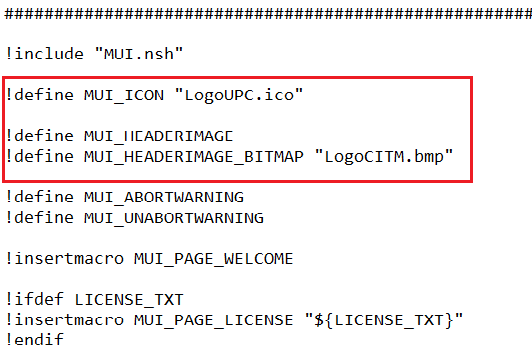 ################################################################
!include "MUI.nsh"
!define MUI_ICON "LogoUPC.ico"
!define MUI_HEADERIMAGE
!define MUI_HEADERIMAGE_BITMAP "LogoCITM.bmp"
!define MUI_ABORTWARNING
!define MUI_UNABORTWARNING
!insertmacro MUI_PAGE_WELCOME
!ifdef LICENSE_TXT
!insertmacro MUI_PAGE_LICENSE "${LICENSE_TXT}"
!endif